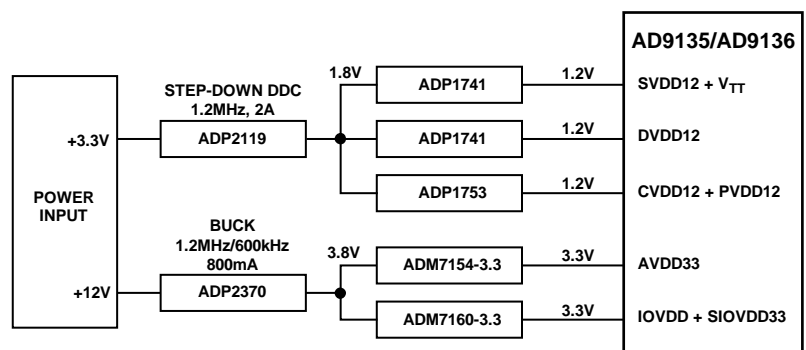 AD9135/AD9136
POWER
INPUT
+3.3V
+12V
STEP-DOWN DDC
1.2MHz, 2A
ADP2119
1.8V
ADP1741
1.2V
SVDD12 + VTT
ADP1741
1.2V
DVDD12
ADP1753
1.2V
CVDD12 + PVDD12
BUCK
1.2MHz/600kHz
800mA
ADP2370
3.8V
ADM7154-3.3
3.3V
AVDD33
ADM7160-3.3
3.3V
IOVDD + SIOVDD33